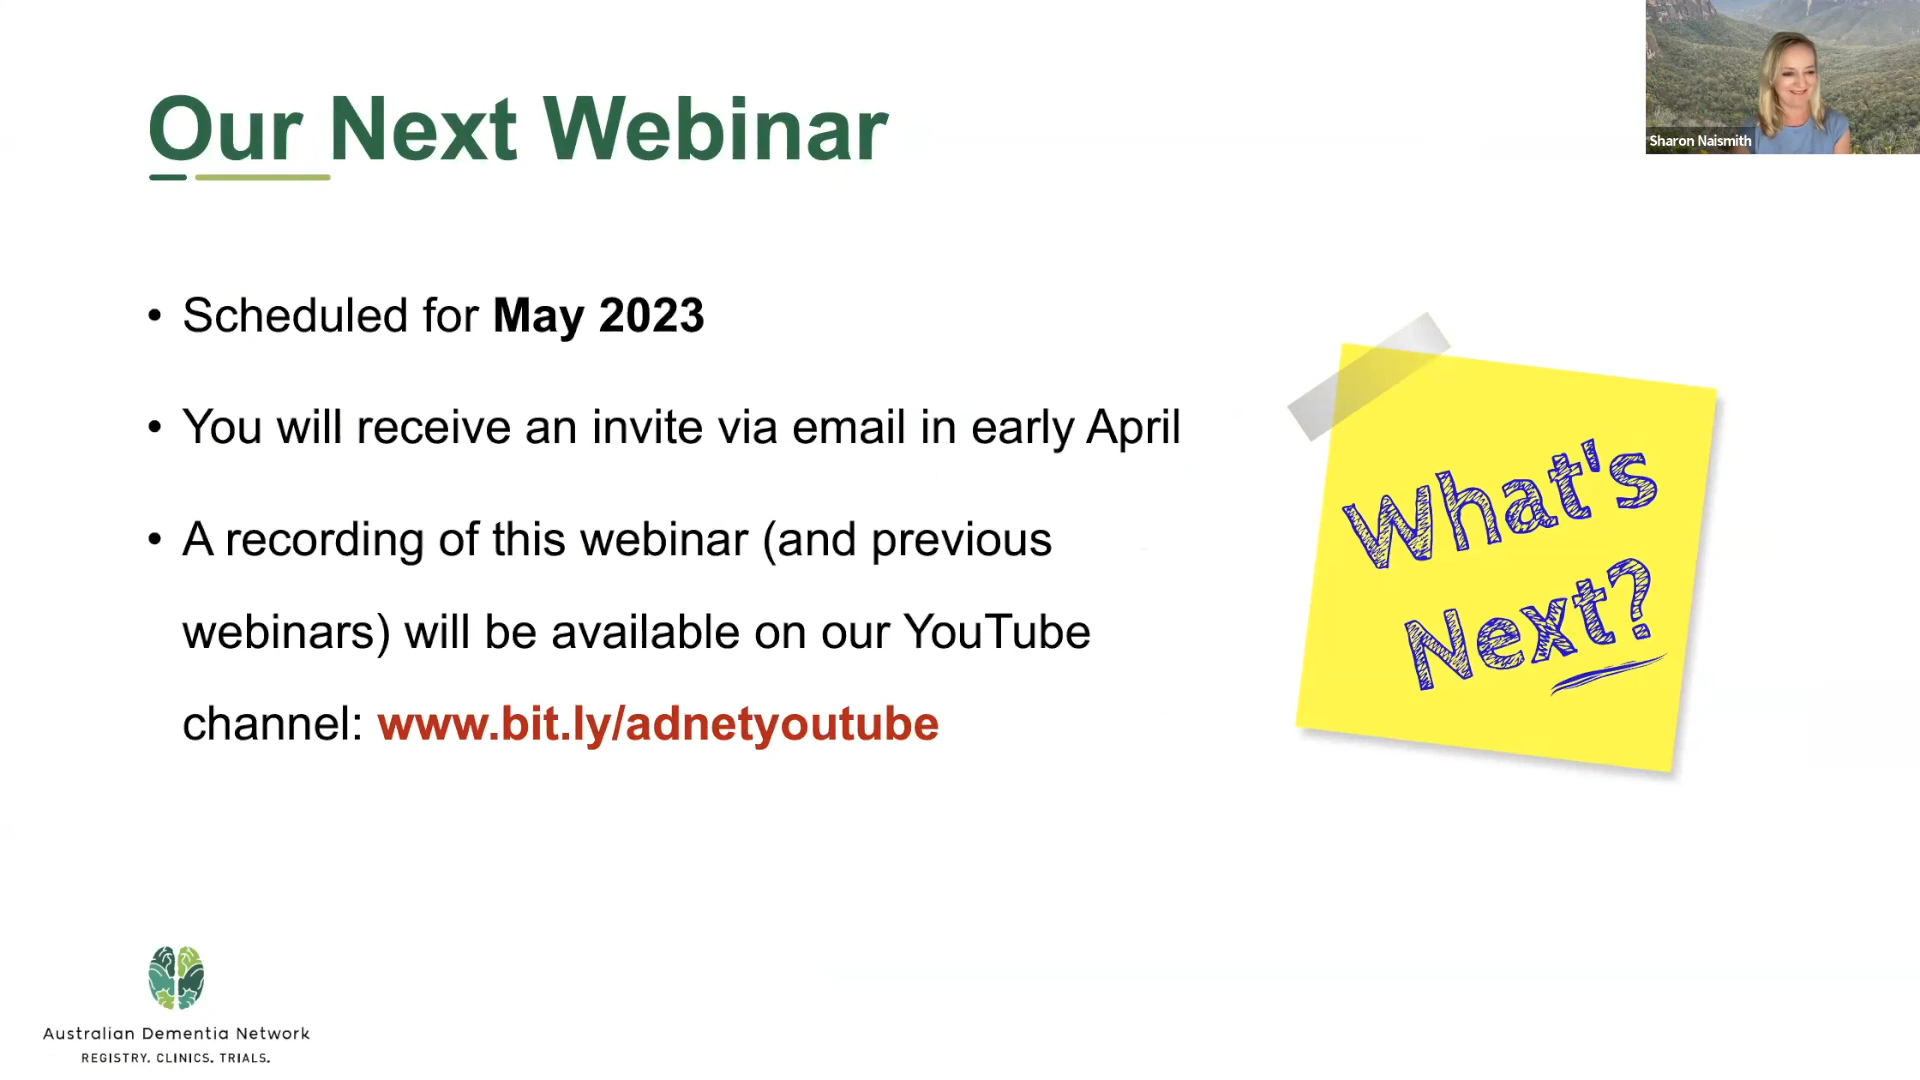 Our Next Webinar
Sharon Naismith
• Scheduled for May 2023
• You will receive an invite via email in early April
• A recording of this webinar (and previous
webinars) will be available on our YouTube
channel: www.bit.ly/adnetyoutube
What's
Next?
Australian Dementia Network
REGISTRY. CLINICS. TRIALS.